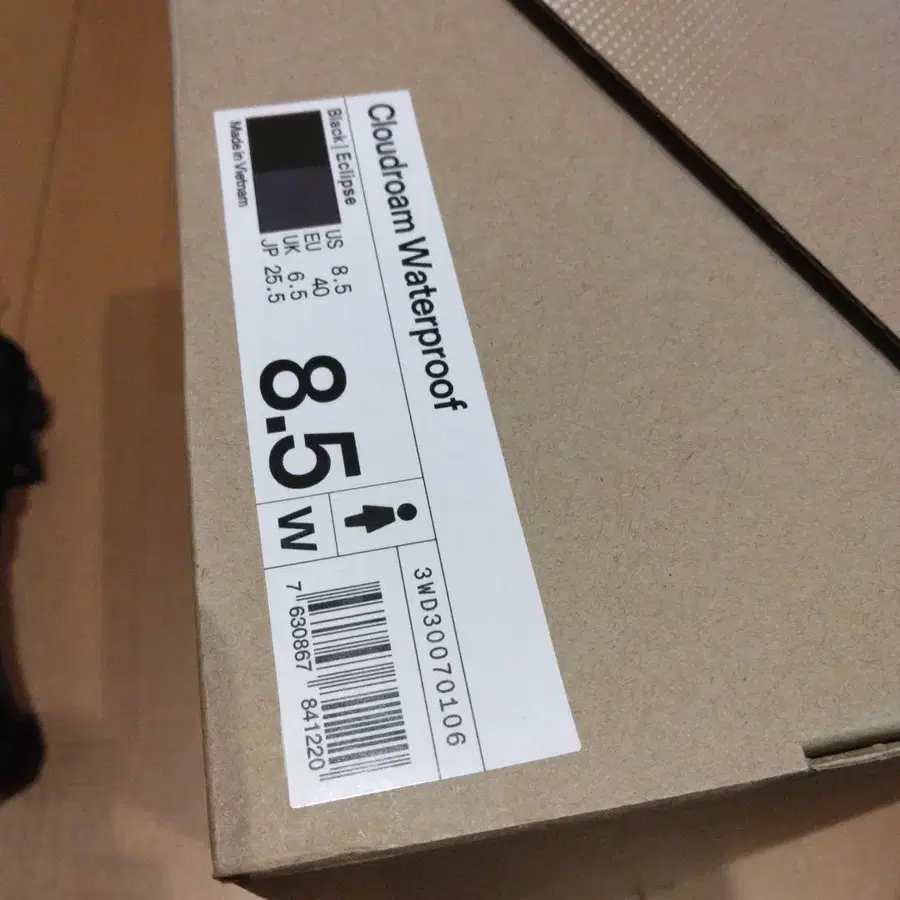 Cloudroam Waterproof
Black | Eclipse
Made in Vietnam
US 8.5
EU 40
UK 6.5
JP 25.5
8.5
W
3WD30070106
7 630867 841220